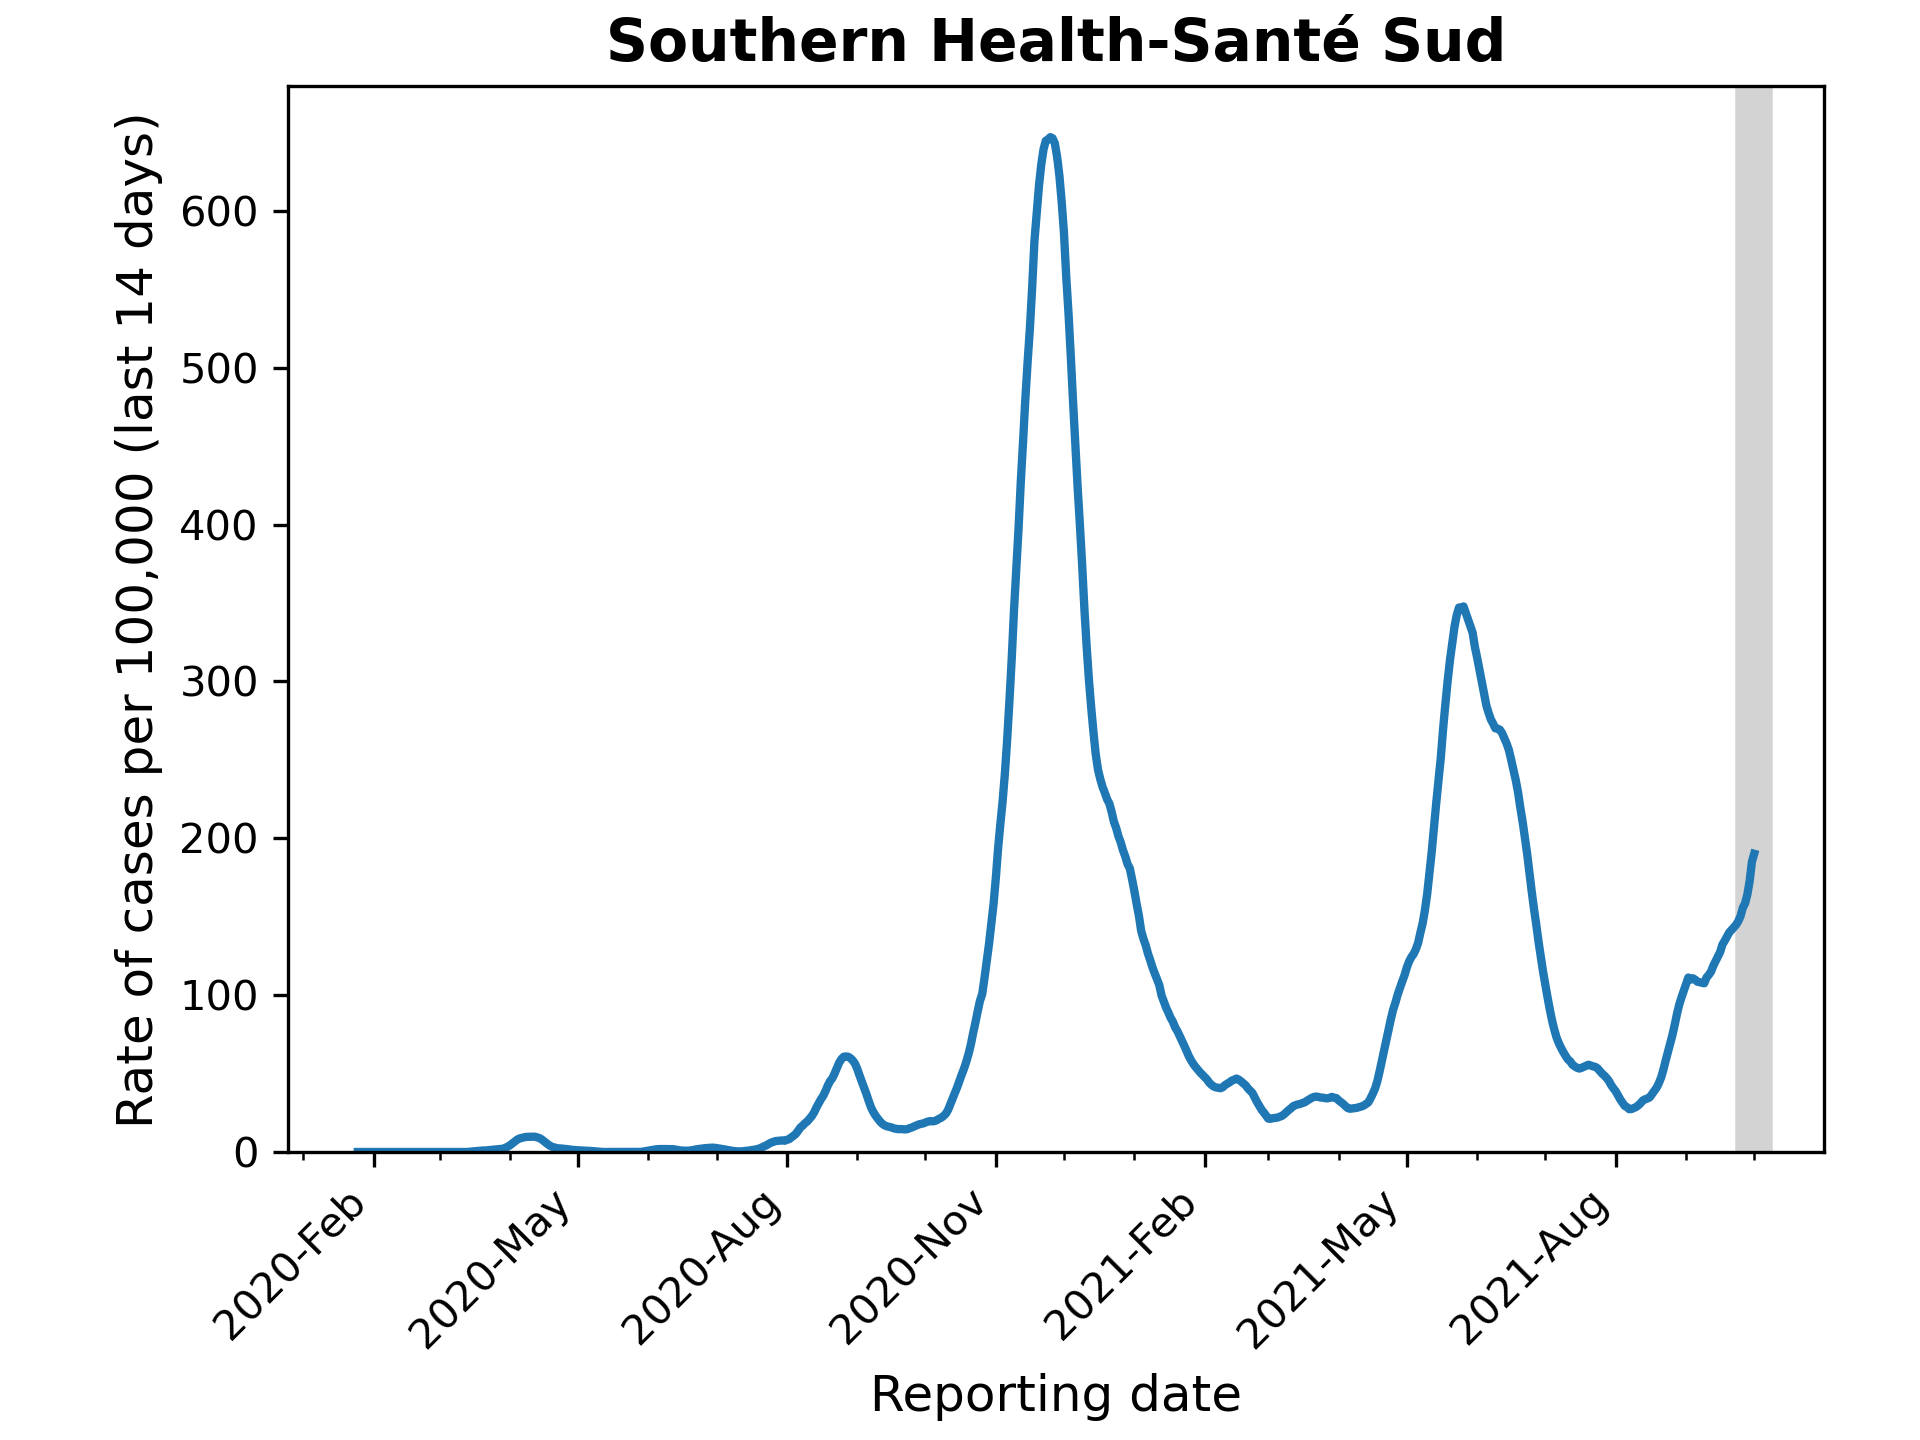 Southern Health-Santé Sud
Rate of cases per 100,000 (last 14 days)
600
500
400
300
200
100
0
2020-Feb
2020-May
2020-Aug
2020-Nov
2021-Feb
2021-May
2021-Aug
Reporting date